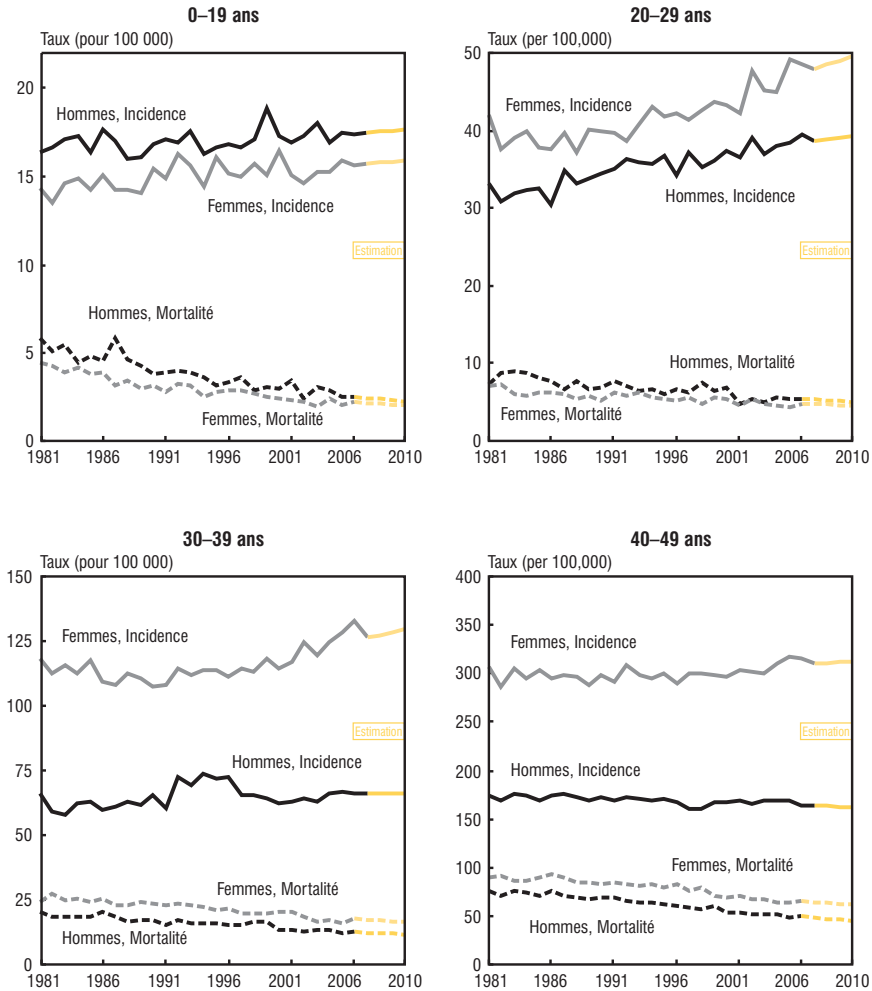 0–19 ans
Taux (pour 100 000)
20
15
10
5
0
Hommes, Incidence
Femmes, Incidence
Estimation
Hommes, Mortalité
Femmes, Mortalité
1981 1986 1991 1996 2001 2006 2010
20–29 ans
Taux (per 100,000)
50
40
30
20
10
0
Femmes, Incidence
Hommes, Incidence
Estimation
Hommes, Mortalité
Femmes, Mortalité
1981 1986 1991 1996 2001 2006 2010
30–39 ans
Taux (pour 100 000)
150
125
100
75
50
25
0
Femmes, Incidence
Estimation
Hommes, Incidence
Femmes, Mortalité
Hommes, Mortalité
1981 1986 1991 1996 2001 2006 2010
40–49 ans
Taux (per 100,000)
400
350
300
250
200
150
100
50
0
Femmes, Incidence
Estimation
Hommes, Incidence
Femmes, Mortalité
Hommes, Mortalité
1981 1986 1991 1996 2001 2006 2010